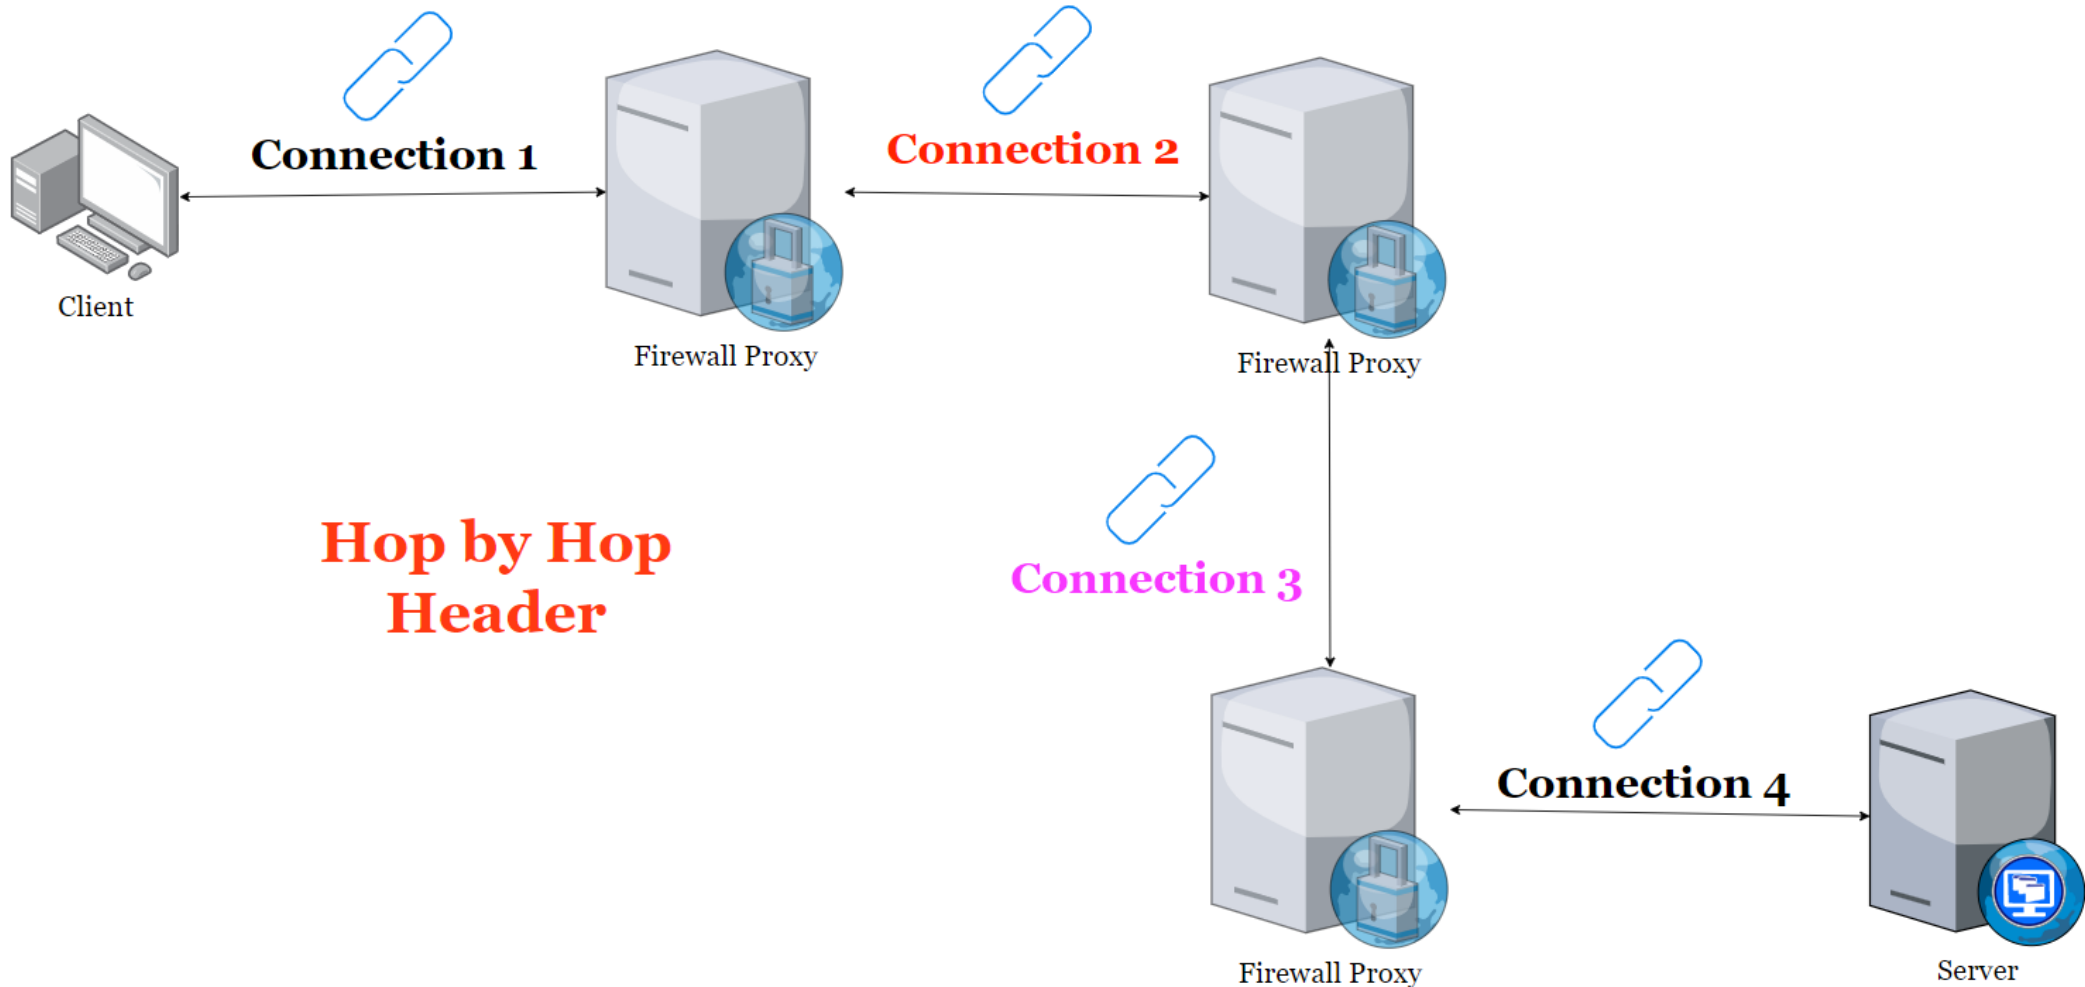 Connection 1
Connection 2
Client
Firewall Proxy
Firewall Proxy
Hop by Hop
Header
Connection 3
Connection 4
Firewall Proxy
Server